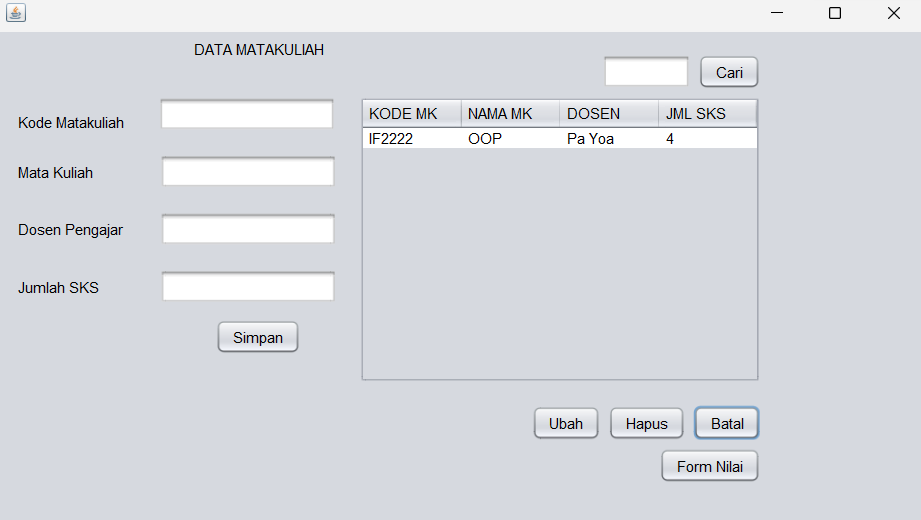 DATA MATAKULIAH
Cari
Kode Matakuliah
Mata Kuliah
Dosen Pengajar
Jumlah SKS
Simpan
KODE MK NAMA MK DOSEN JML SKS
IF2222 OOP Pa Yoa 4
Ubah Hapus Batal
Form Nilai